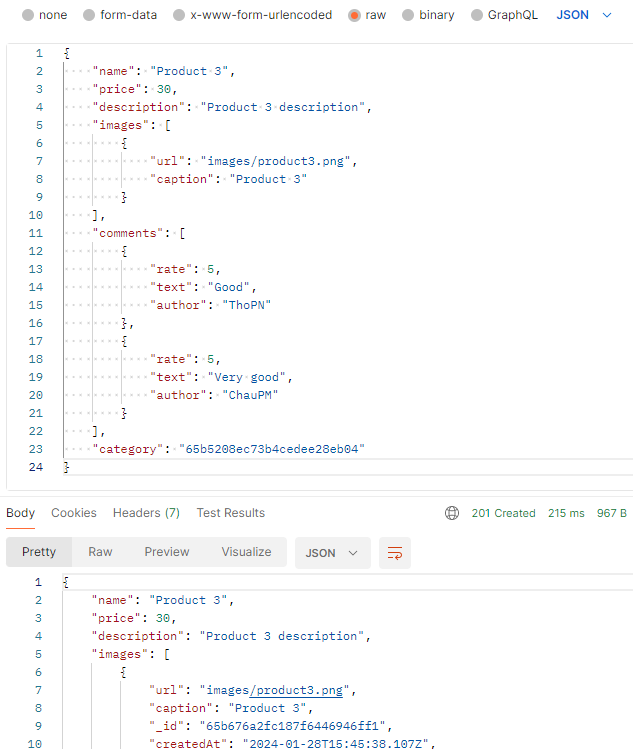 none form-data x-www-form-urlencoded raw binary GraphQL JSON
1 {
2 "name": "Product 3",
3 "price": 30,
4 "description": "Product 3 description",
5 "images": [
6 {
7 "url": "images/product3.png",
8 "caption": "Product 3"
9 }
10 ],
11 "comments": [
12 {
13 "rate": 5,
14 "text": "Good",
15 "author": "ThoPN"
16 },
17 {
18 "rate": 5,
19 "text": "Very good",
20 "author": "ChauPM"
21 }
22 ],
23 "category": "65b5208ec73b4cedee28eb04"
24 }
Body Cookies Headers (7) Test Results 201 Created 215 ms 967 B
Pretty Raw Preview Visualize JSON
1 {
2 "name": "Product 3",
3 "price": 30,
4 "description": "Product 3 description",
5 "images": [
6 {
7 "url": "images/product3.png",
8 "caption": "Product 3",
9 "_id": "65b676a2fc187f6446946ff1",
10 "createdAt": "2024-01-28T15:45:38.107Z",